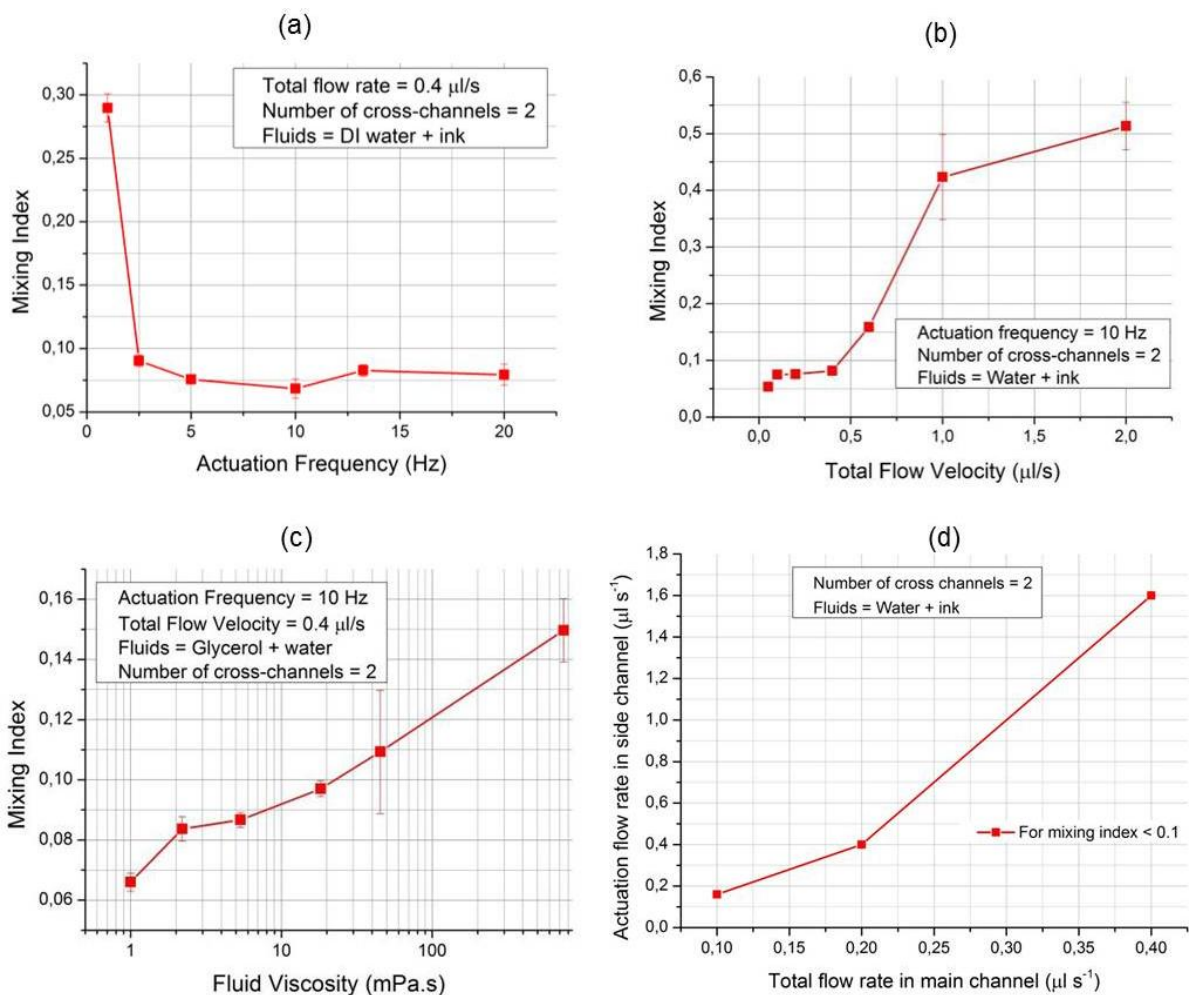 (a)
Total flow rate = 0.4 μl/s
Number of cross-channels = 2
Fluids = DI water + ink
0,30
0,25
0,20
0,15
0,10
0,05
0
5
10
15
20
Mixing Index
Actuation Frequency (Hz)
(b)
0,6
0,5
0,4
0,3
0,2
0,1
0,0
Actuation frequency = 10 Hz
Number of cross-channels = 2
Fluids = Water + ink
0,0
0,5
1,0
1,5
2,0
Mixing Index
Total Flow Velocity (μl/s)
(c)
Actuation Frequency = 10 Hz
Total Flow Velocity = 0.4 μl/s
Fluids = Glycerol + water
Number of cross-channels = 2
0,16
0,14
0,12
0,10
0,08
0,06
1
10
100
Mixing Index
Fluid Viscosity (mPa.s)
(d)
1,8
1,6
1,4
1,2
1,0
0,8
0,6
0,4
0,2
0,0
Number of cross channels = 2
Fluids = Water + ink
For mixing index < 0.1
0,10
0,15
0,20
0,25
0,30
0,35
0,40
Actuation flow rate in side channel (μl s⁻¹)
Total flow rate in main channel (μl s⁻¹)